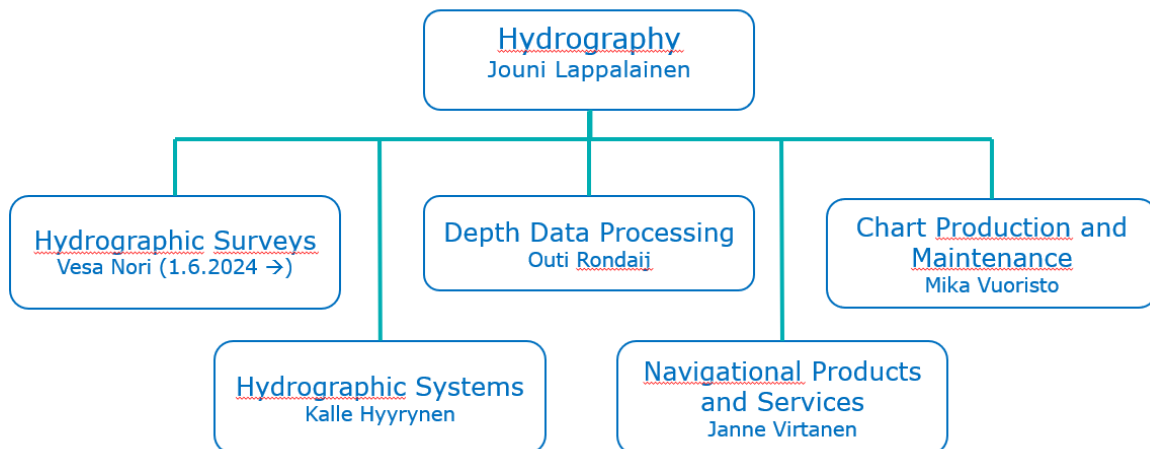 Hydrography
Jouni Lappalainen
Hydrographic Surveys
Vesa Nori (1.6.2024 →)
Depth Data Processing
Outi Rondaij
Chart Production and
Maintenance
Mika Vuoristo
Hydrographic Systems
Kalle Hyyrynen
Navigational Products
and Services
Janne Virtanen